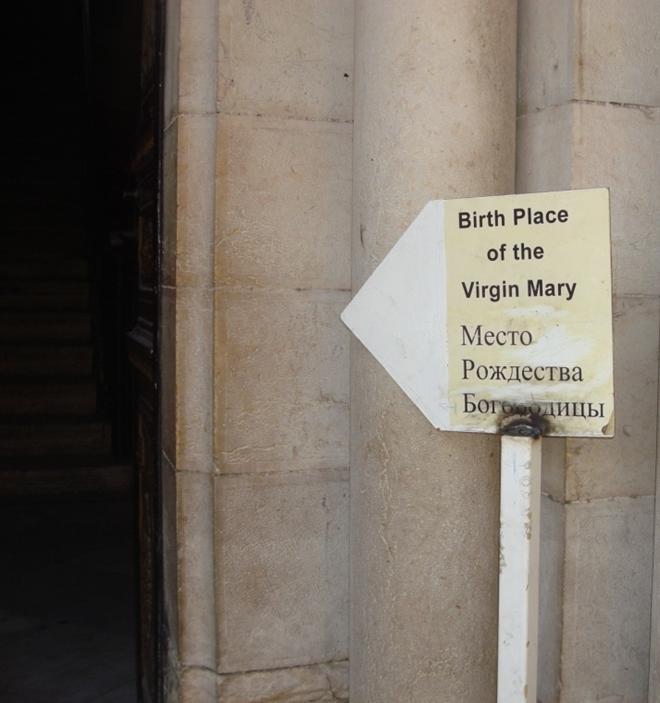 Birth Place
of the
Virgin Mary
Место
Рождества
Богородицы